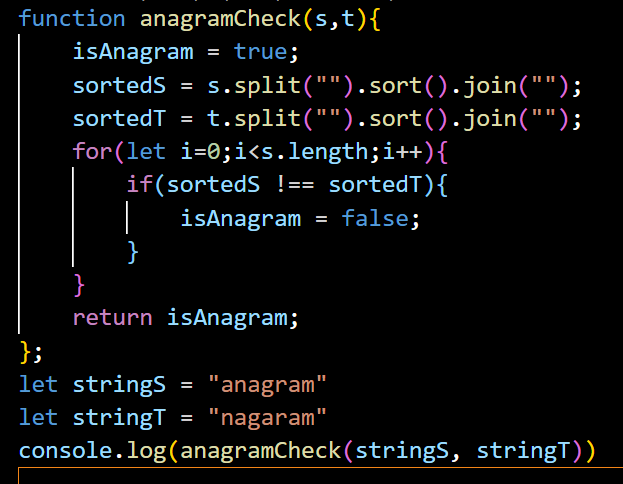 function anagramCheck(s,t){
    isAnagram = true;
    sortedS = s.split("").sort().join("");
    sortedT = t.split("").sort().join("");
    for(let i=0;i<s.length;i++){
        if(sortedS !== sortedT){
            isAnagram = false;
        }
    }
    return isAnagram;
};
let stringS = "anagram"
let stringT = "nagaram"
console.log(anagramCheck(stringS, stringT))